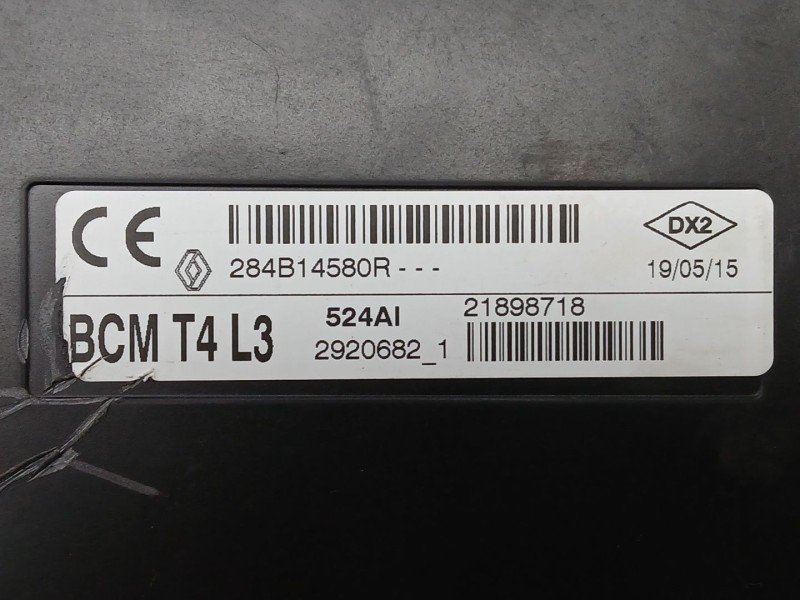 CE
284B14580R - - -
DX2
19/05/15
BCM T4 L3
524AI
21898718
2920682_1